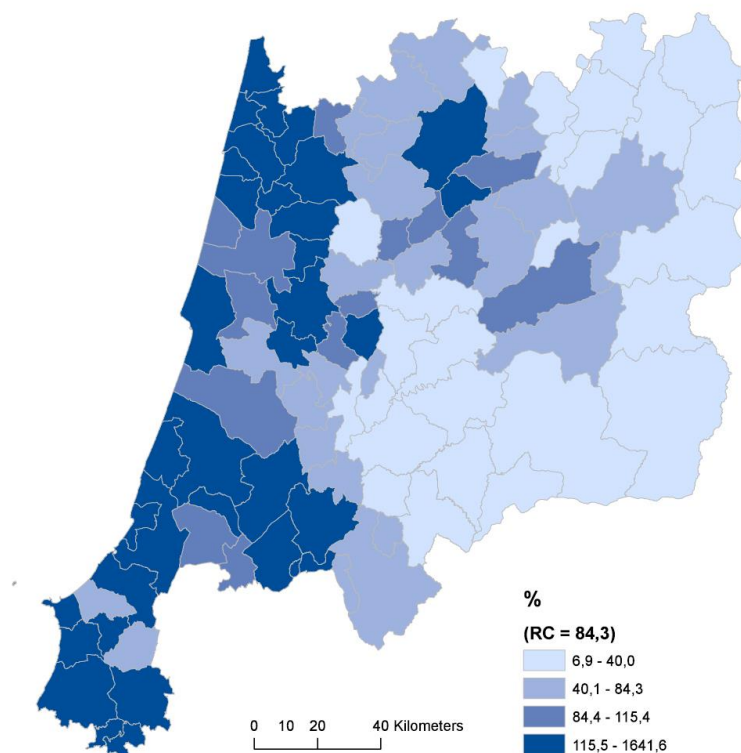 %
(RC = 84,3)
6,9 - 40,0
40,1 - 84,3
84,4 - 115,4
115,5 - 1641,6
0 10 20 40 Kilometers